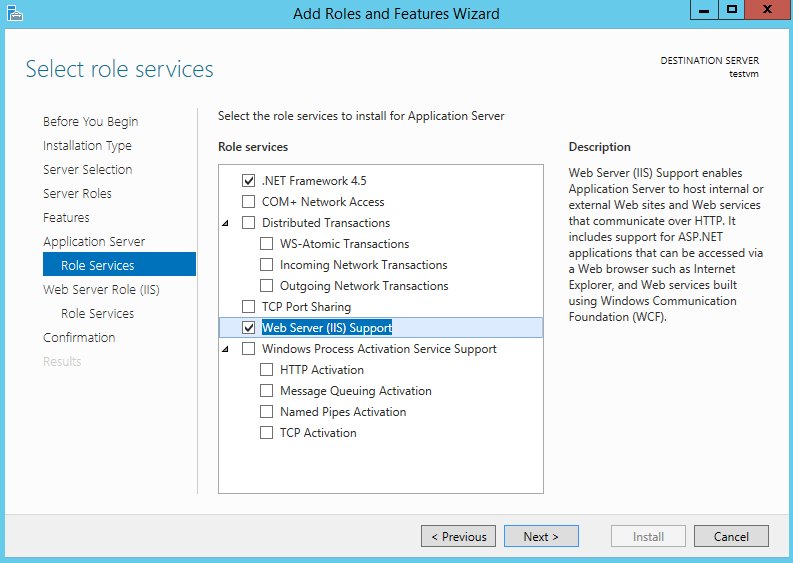 Add Roles and Features Wizard
Select role services
DESTINATION SERVER
testvm
Before You Begin
Installation Type
Server Selection
Server Roles
Features
Application Server
Role Services
Web Server Role (IIS)
Role Services
Confirmation
Results
Select the role services to install for Application Server
Role services
.NET Framework 4.5
COM+ Network Access
Distributed Transactions
WS-Atomic Transactions
Incoming Network Transactions
Outgoing Network Transactions
TCP Port Sharing
Web Server (IIS) Support
Windows Process Activation Service Support
HTTP Activation
Message Queuing Activation
Named Pipes Activation
TCP Activation
Description
Web Server (IIS) Support enables
Application Server to host internal or
external Web sites and Web services
that communicate over HTTP. It
includes support for ASP.NET
applications that can be accessed via
a Web browser such as Internet
Explorer, and Web services built
using Windows Communication
Foundation (WCF).
< Previous
Next >
Install
Cancel